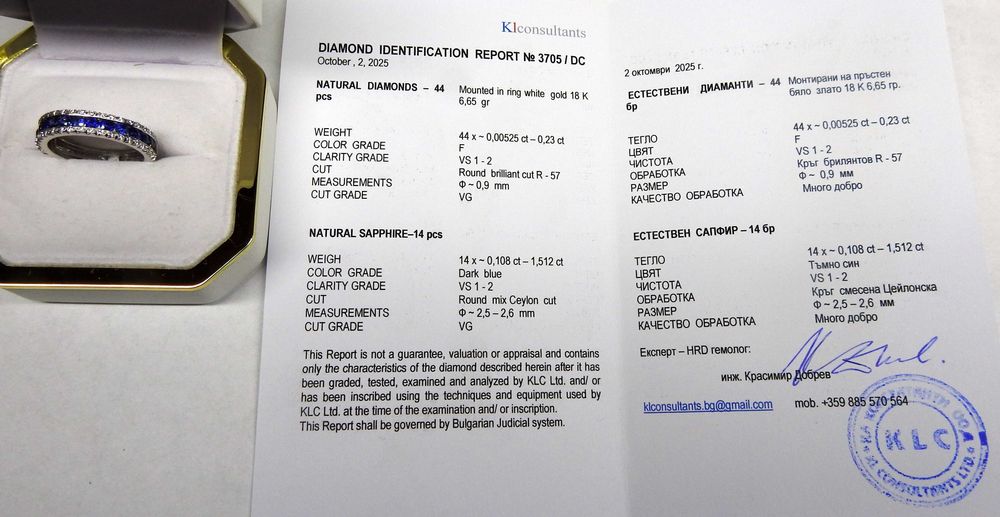 KIconsultants
DIAMOND IDENTIFICATION REPORT № 3705 / DC
October , 2, 2025
NATURAL DIAMONDS – 44 pcs
Mounted in ring white gold 18 K
6,65 gr
WEIGHT 44 x ~ 0,00525 ct – 0,23 ct
COLOR GRADE F
CLARITY GRADE VS 1 - 2
CUT Round brilliant cut R - 57
MEASUREMENTS Φ ~ 0,9 mm
CUT GRADE VG
NATURAL SAPPHIRE–14 pcs
WEIGH 14 x ~ 0,108 ct – 1,512 ct
COLOR GRADE Dark blue
CLARITY GRADE VS 1 - 2
CUT Round mix Ceylon cut
MEASUREMENTS Φ ~ 2,5 – 2,6 mm
CUT GRADE VG
This Report is not a guarantee, valuation or appraisal and contains
only the characteristics of the diamond described herein after it has
been graded, tested, examined and analyzed by KLC Ltd. and/ or
has been inscribed using the techniques and equipment used by
KLC Ltd. at the time of the examination and/ or inscription.
This Report shall be governed by Bulgarian Judicial system.
2 октомври 2025 г.
ЕСТЕСТВЕНИ ДИАМАНТИ – 44 бр
Монтирани на пръстен
бяло злато 18 K 6,65 гр.
ТЕГЛО 44 x ~ 0,00525 ct – 0,23 ct
ЦВЯТ F
ЧИСТОТА VS 1 - 2
ОБРАБОТКА Кръг брилянтов R - 57
РАЗМЕР Φ ~ 0,9 мм
КАЧЕСТВО ОБРАБОТКА Много добро
ЕСТЕСТВЕН САПФИР – 14 бр
ТЕГЛО 14 x ~ 0,108 ct – 1,512 ct
ЦВЯТ Тъмно син
ЧИСТОТА VS 1 - 2
ОБРАБОТКА Кръг смесена Цейлонска
РАЗМЕР Φ ~ 2,5 – 2,6 мм
КАЧЕСТВО ОБРАБОТКА Много добро
Експерт – HRD гемолог:
инж. Красимир Добрев
klconsultants.bg@gmail.com mob. +359 885 570 564
KLC
KL CONSULTANTS LTD.